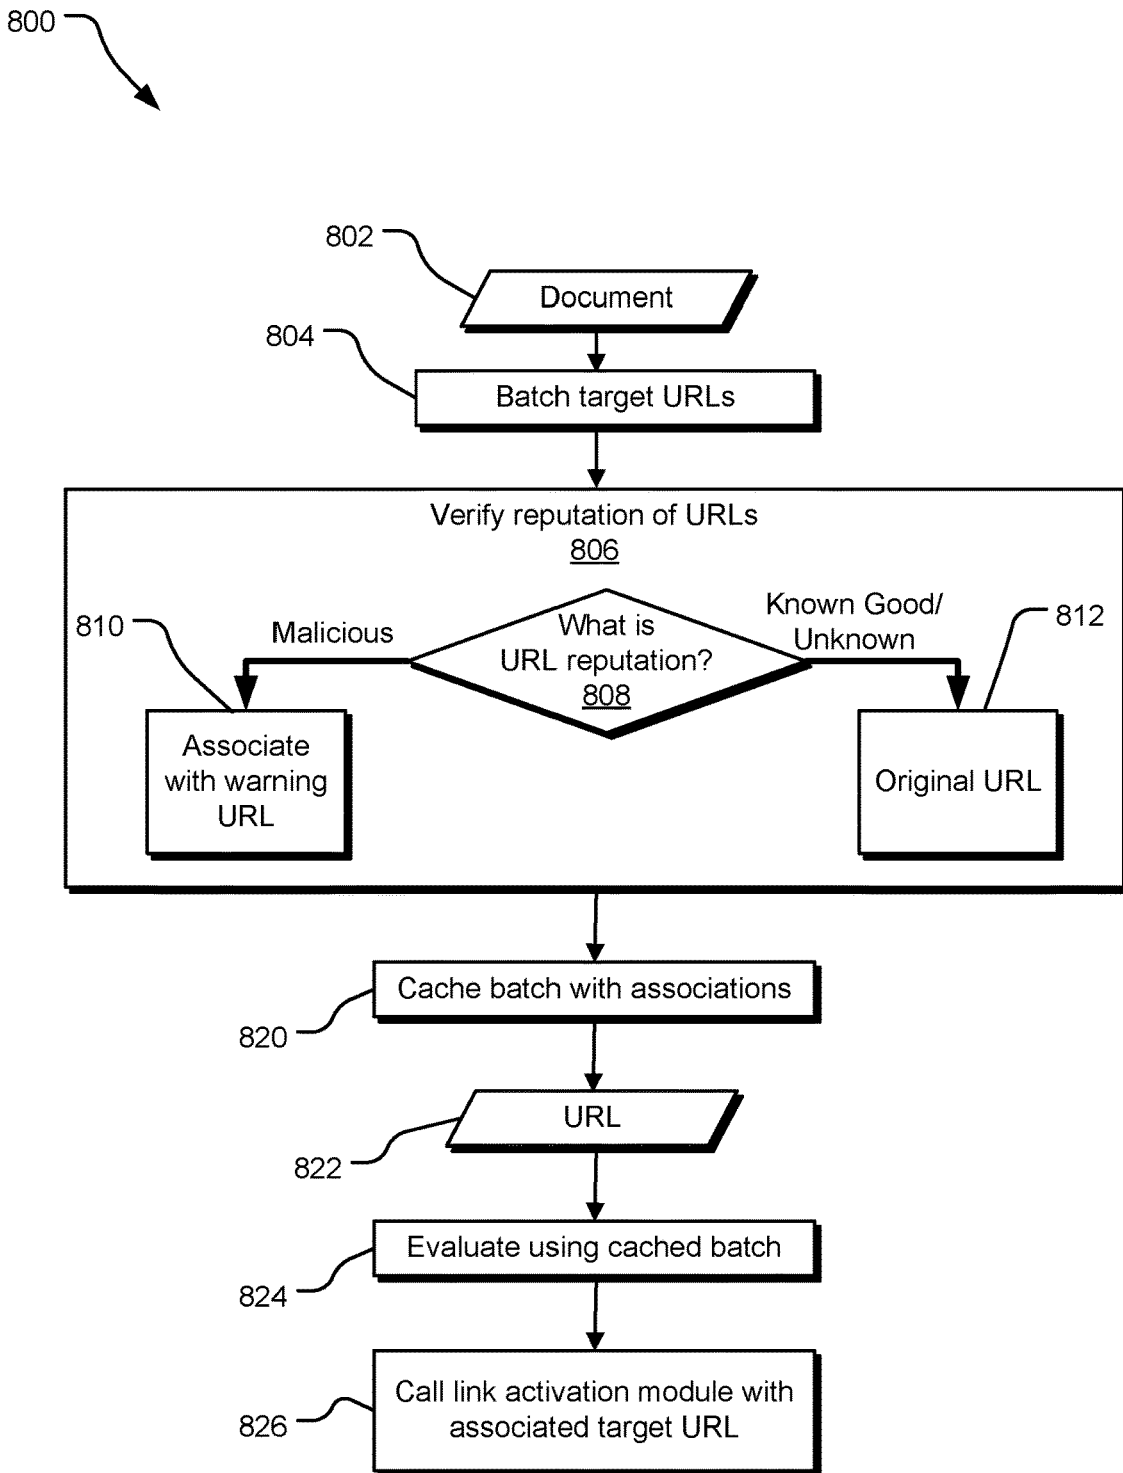 800
802
Document
804
Batch target URLs
Verify reputation of URLs
806
810
Malicious
What is
URL reputation?
808
Known Good/
Unknown
812
Associate
with warning
URL
Original URL
Cache batch with associations
820
URL
822
Evaluate using cached batch
824
Call link activation module with
associated target URL
826